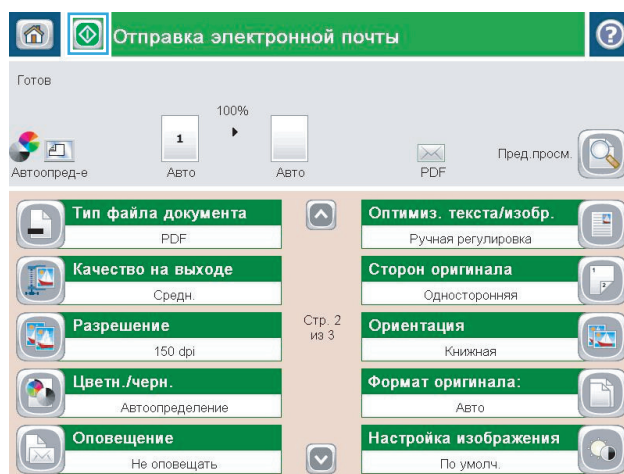 Отправка электронной почты
?
Готов
100%
1
Автоопред-е
Авто
Авто
PDF
Пред.просм.
Тип файла документа
PDF
Оптимиз. текста/изобр.
Ручная регулировка
Качество на выходе
Средн.
Сторон оригинала
Односторонняя
1
2
Разрешение
150 dpi
Стр. 2
из 3
Ориентация
Книжная
Цветн./черн.
Автоопределение
Формат оригинала:
Авто
Оповещение
Не оповещать
Настройка изображения
По умолч.